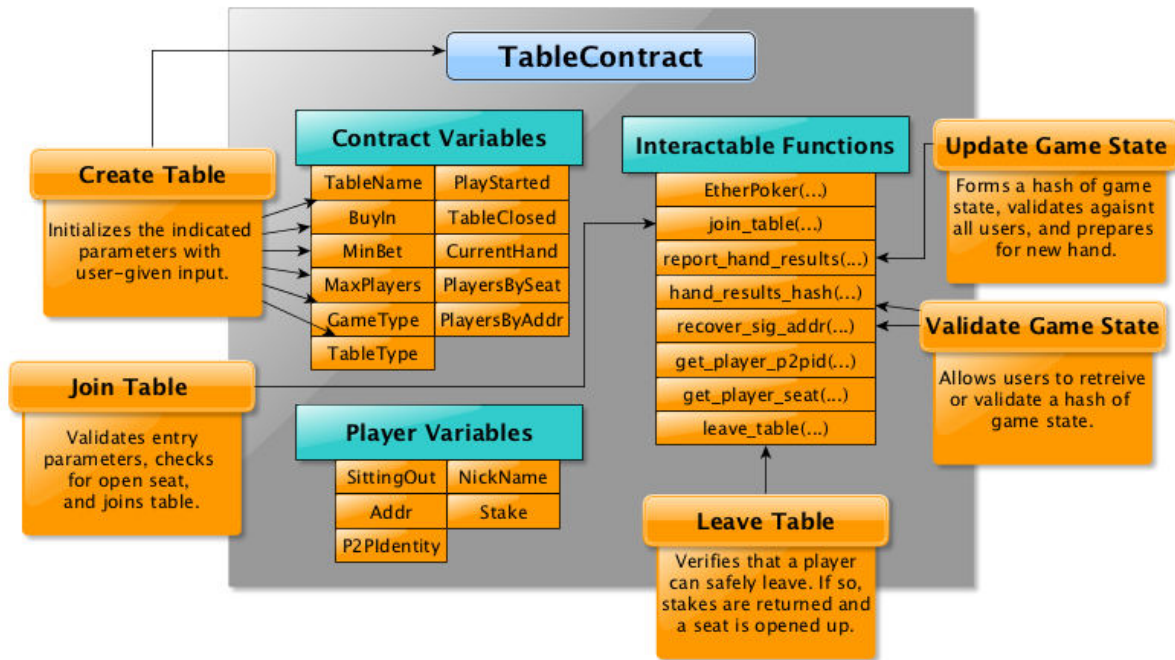 TableContract
Contract Variables
TableName
PlayStarted
BuyIn
TableClosed
MinBet
CurrentHand
MaxPlayers
PlayersBySeat
GameType
PlayersByAddr
TableType
Interactable Functions
EtherPoker(...)
join_table(...)
report_hand_results(...)
hand_results_hash(...)
recover_sig_addr(...)
get_player_p2pid(...)
get_player_seat(...)
leave_table(...)
Create Table
Initializes the indicated
parameters with
user-given input.
Join Table
Validates entry
parameters, checks
for open seat,
and joins table.
Player Variables
SittingOut
NickName
Addr
Stake
P2PIdentity
Update Game State
Forms a hash of game
state, validates agaisnt
all users, and prepares
for new hand.
Validate Game State
Allows users to retreive
or validate a hash of
game state.
Leave Table
Verifies that a player
can safely leave. If so,
stakes are returned and
a seat is opened up.